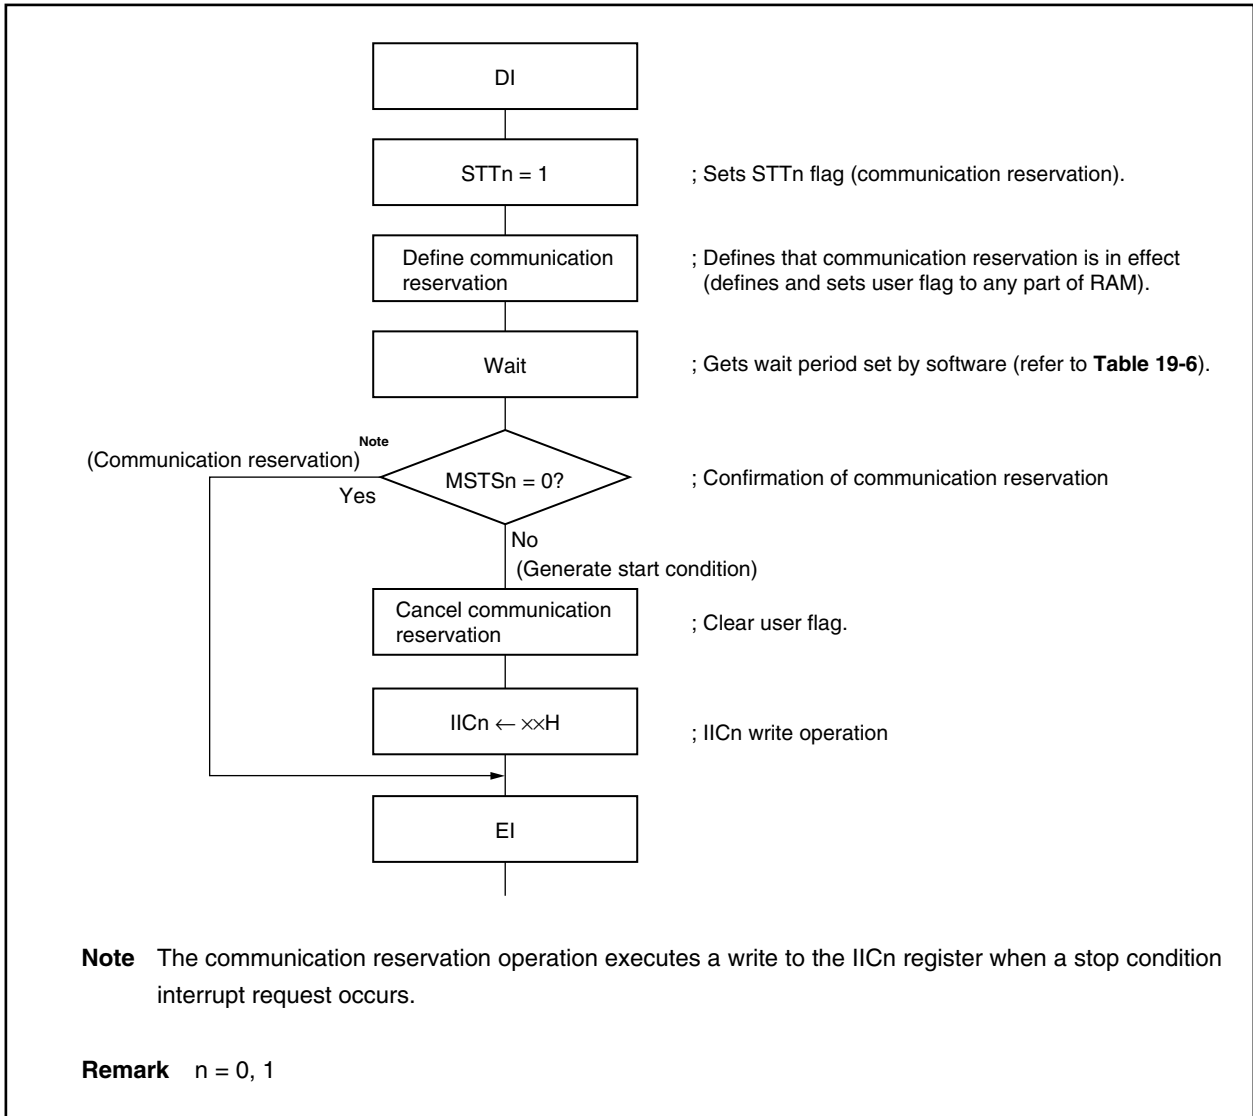 DI
STTn = 1
; Sets STTn flag (communication reservation).
Define communication
reservation
; Defines that communication reservation is in effect
(defines and sets user flag to any part of RAM).
Wait
; Gets wait period set by software (refer to Table 19-6).
(Communication reservation)Note
MSTSn = 0?
; Confirmation of communication reservation
Yes
No
(Generate start condition)
Cancel communication
reservation
; Clear user flag.
IICn ← ××H
; IICn write operation
EI
Note The communication reservation operation executes a write to the IICn register when a stop condition
interrupt request occurs.
Remark n = 0, 1